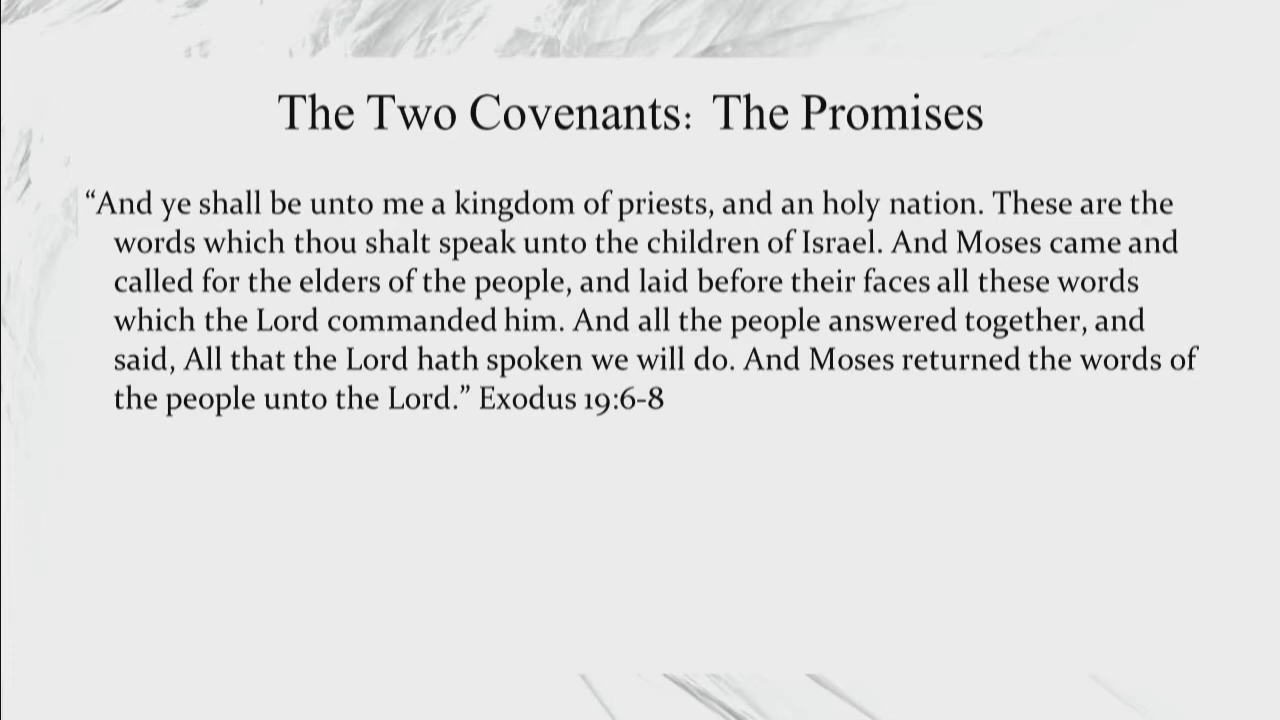 The Two Covenants: The Promises
“And ye shall be unto me a kingdom of priests, and an holy nation. These are the
words which thou shalt speak unto the children of Israel. And Moses came and
called for the elders of the people, and laid before their faces all these words
which the Lord commanded him. And all the people answered together, and
said, All that the Lord hath spoken we will do. And Moses returned the words of
the people unto the Lord.” Exodus 19:6-8